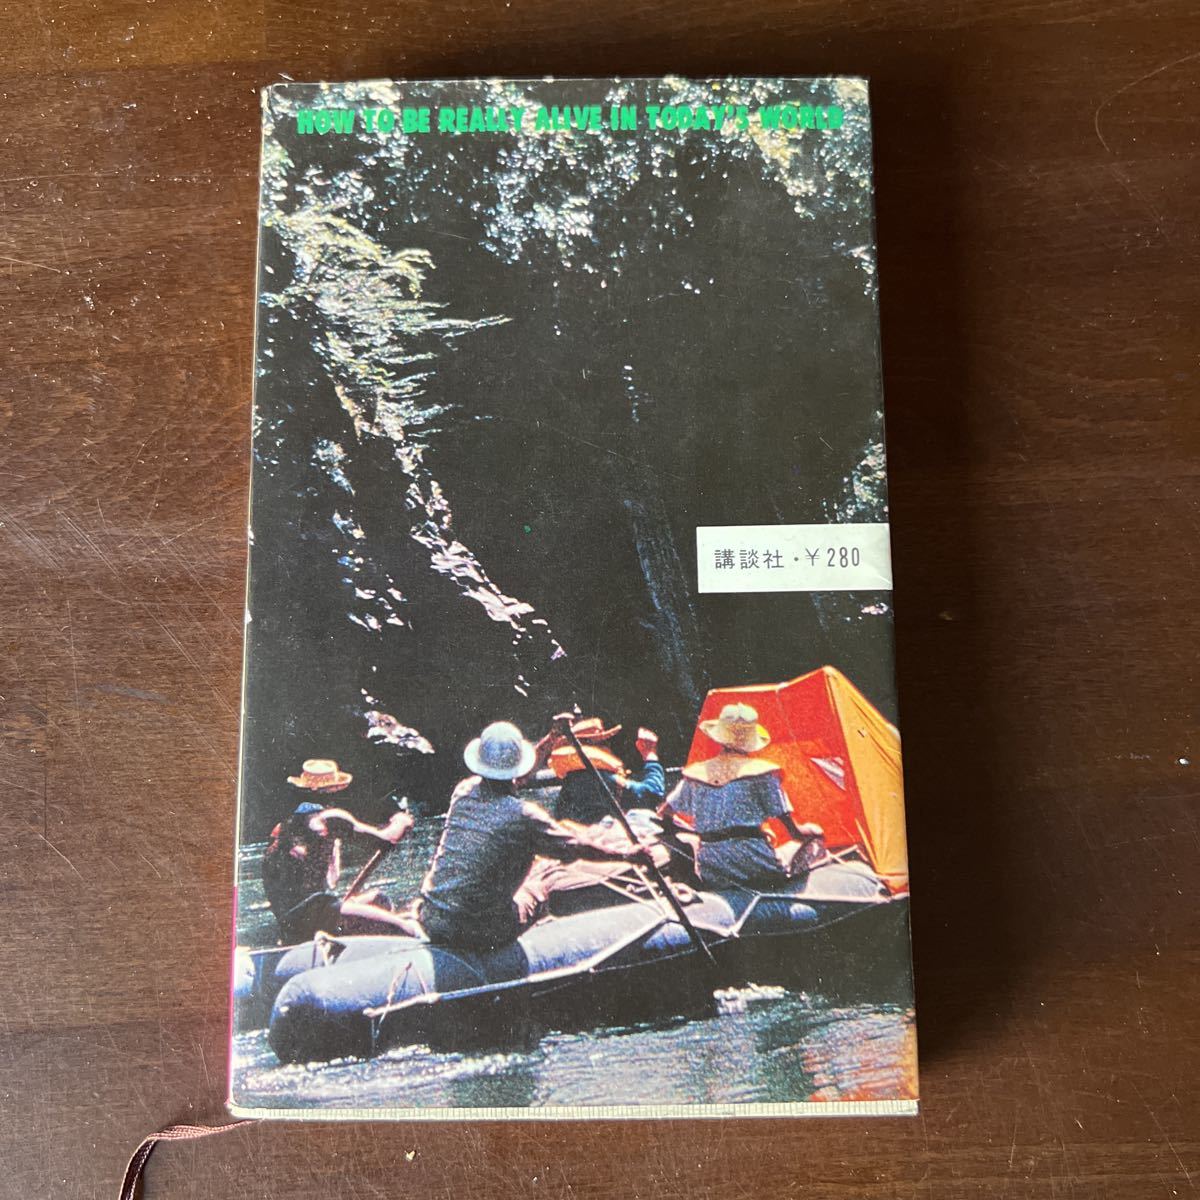 HOW TO BE REALLY ALIVE IN TODAY'S WORLD
講談社・￥280